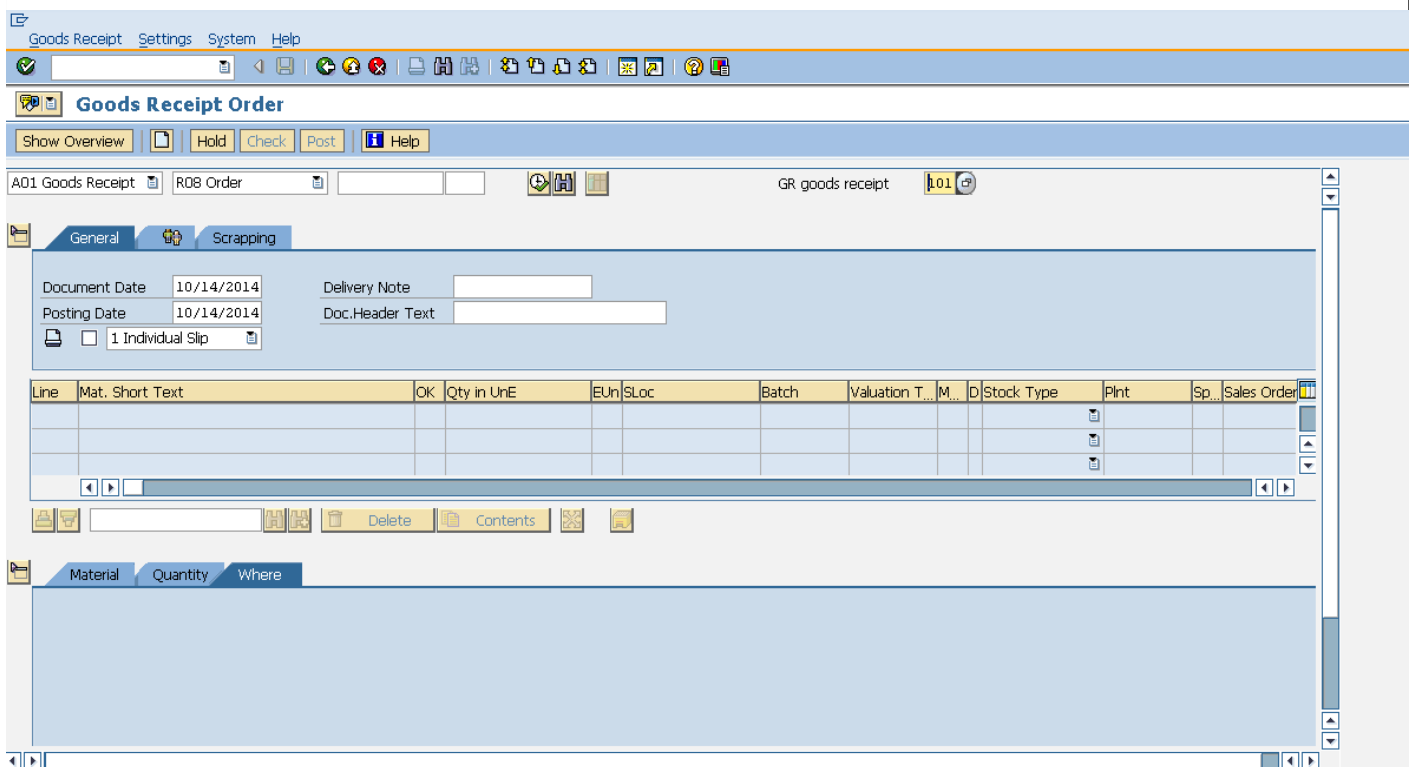 Goods Receipt Settings System Help
Goods Receipt Order
Show Overview Hold Check Post Help
A01 Goods Receipt R08 Order GR goods receipt 101
General Scrapping
Document Date 10/14/2014 Delivery Note
Posting Date 10/14/2014 Doc.Header Text
1 Individual Slip
Line Mat. Short Text OK Qty in UnE EUn SLoc Batch Valuation T... M... D Stock Type Plnt Sp... Sales Order
Delete Contents
Material Quantity Where